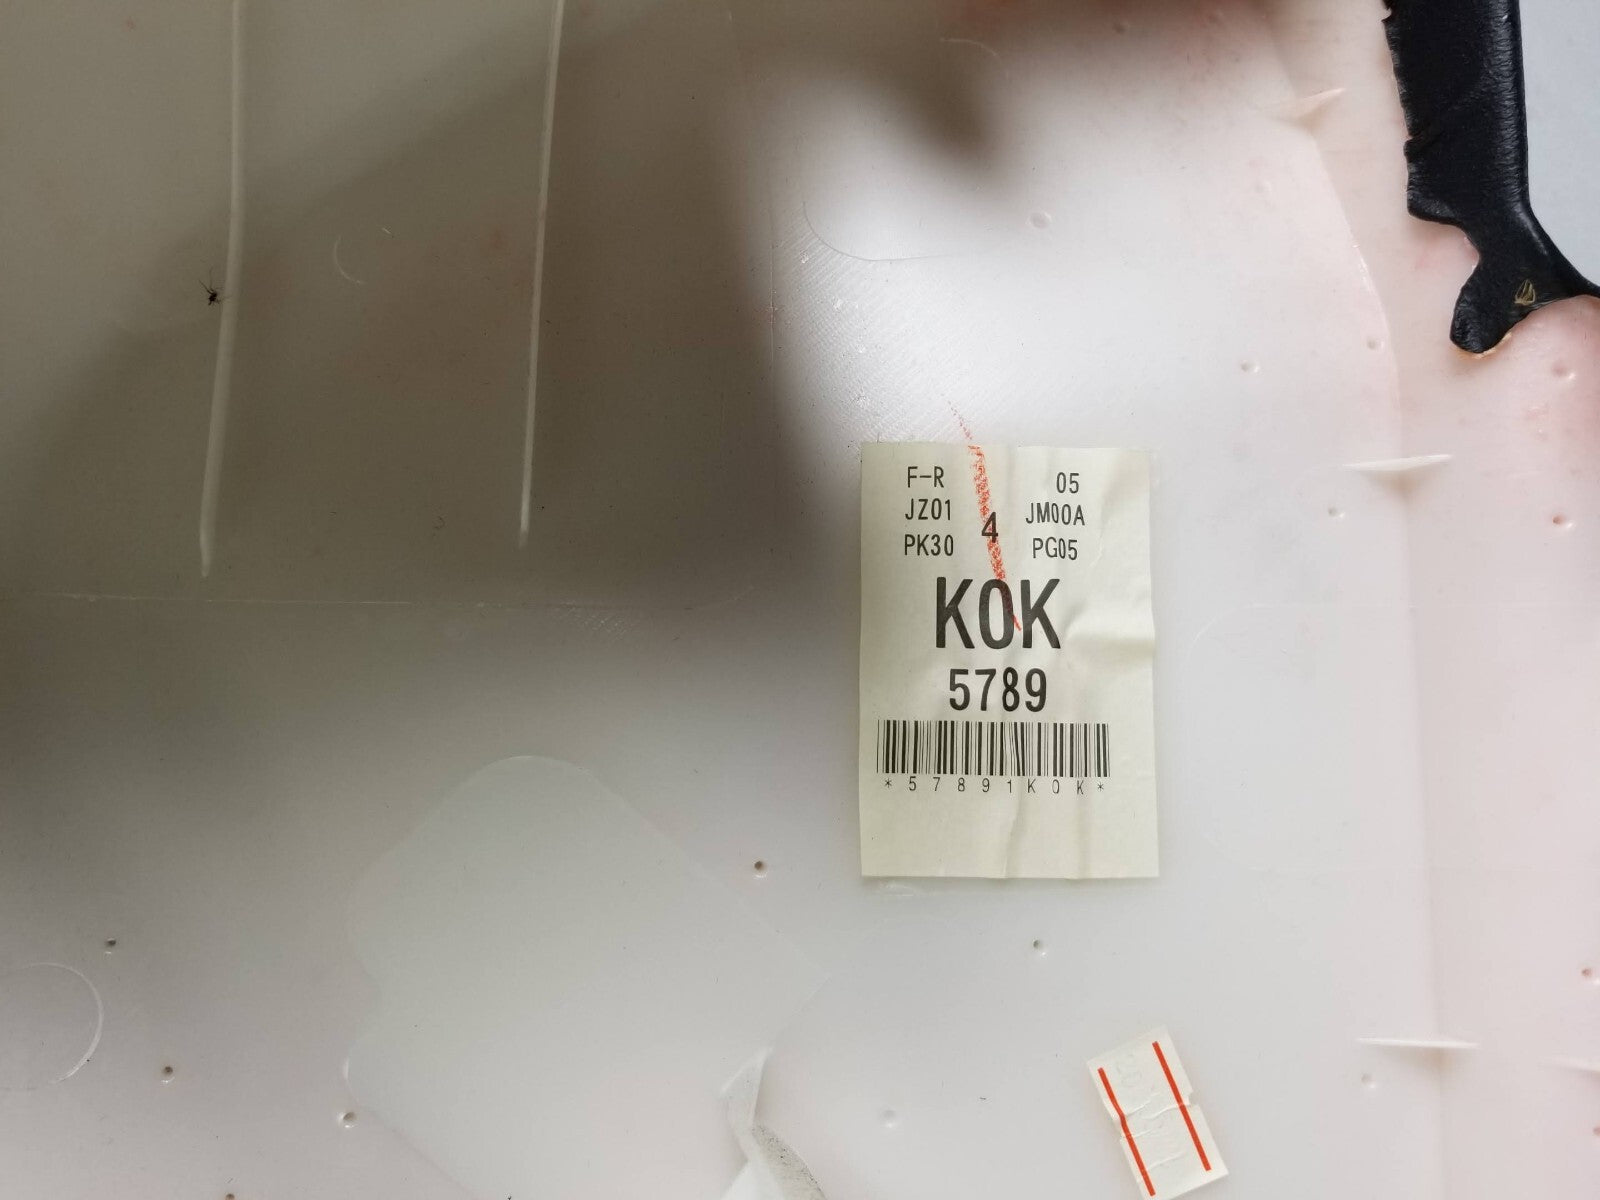 F-R 05
JZ01 4 JM00A
PK30 PG05
K0K
5789
*57891K0K*